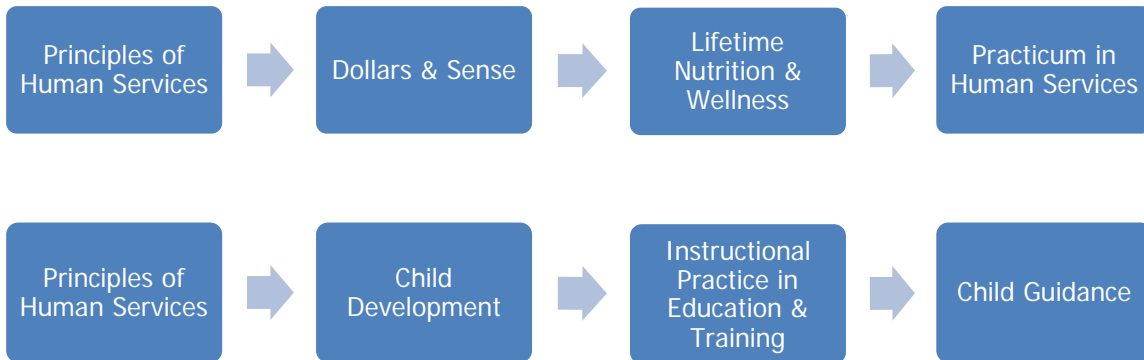 Principles of
Human Services
Dollars & Sense
Lifetime
Nutrition &
Wellness
Practicum in
Human Services
Principles of
Human Services
Child
Development
Instructional
Practice in
Education &
Training
Child Guidance